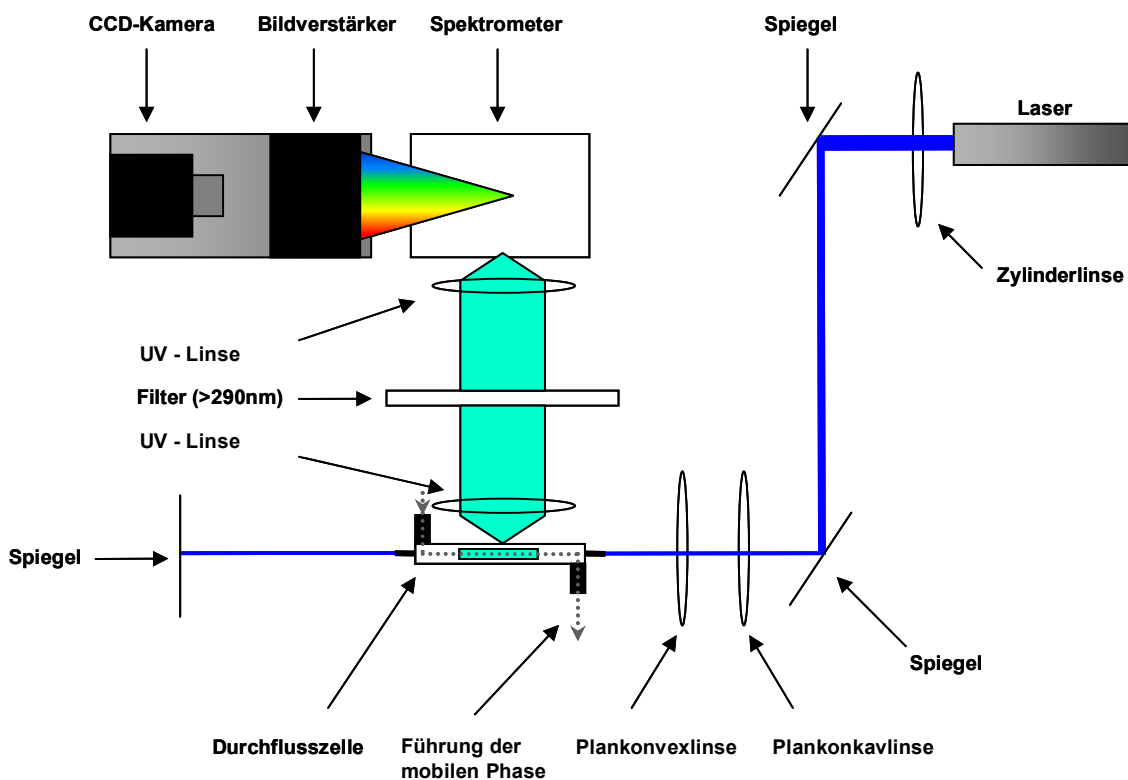 CCD-Kamera
Bildverstärker
Spektrometer
Spiegel
Laser
Zylinderlinse
UV - Linse
Filter (>290nm)
UV - Linse
Spiegel
Spiegel
Durchflusszelle
Führung der
mobilen Phase
Plankonvexlinse
Plankonkavlinse